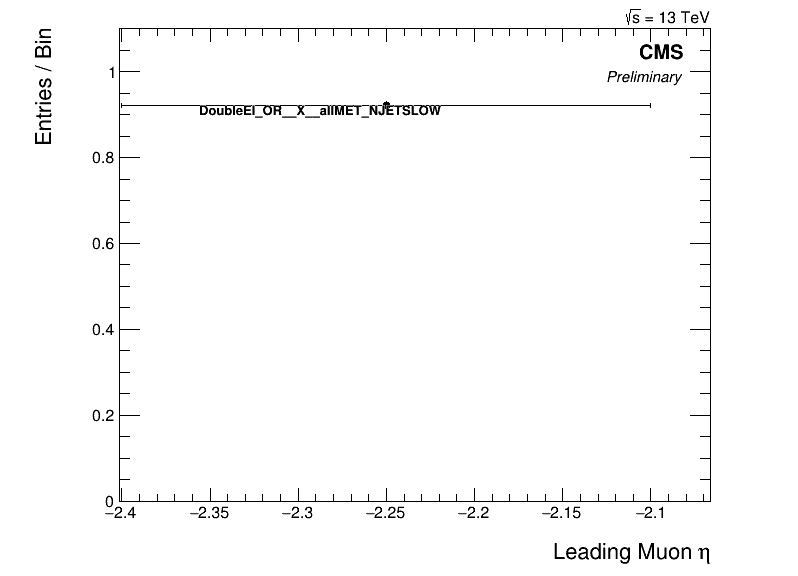 √s = 13 TeV
CMS
Preliminary
Entries / Bin
1
DoubleEl_OR__X__allMET_NJETSLOW
0.8
0.6
0.4
0.2
0
−2.4 −2.35 −2.3 −2.25 −2.2 −2.15 −2.1
Leading Muon η